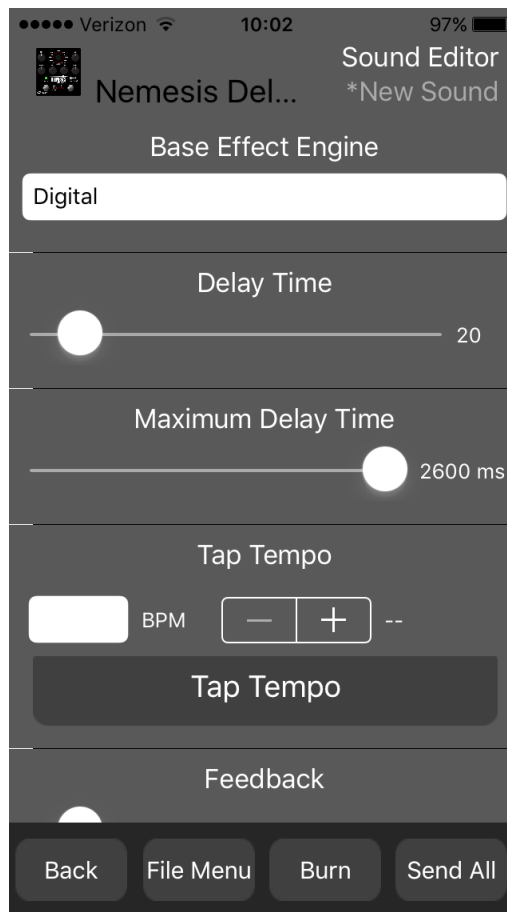 Verizon 10:02 97%
Sound Editor
Nemesis Del... *New Sound
Base Effect Engine
Digital
Delay Time
20
Maximum Delay Time
2600 ms
Tap Tempo
BPM − + --
Tap Tempo
Feedback
Back File Menu Burn Send All